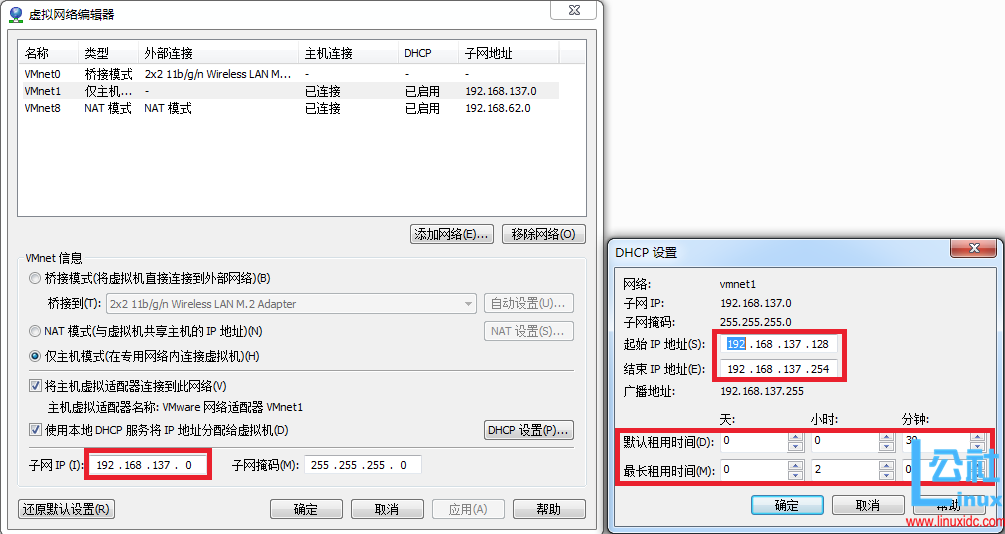 虚拟网络编辑器
名称 类型 外部连接 主机连接 DHCP 子网地址
VMnet0 桥接模式 2x2 11b/g/n Wireless LAN M... - - -
VMnet1 仅主机... - 已连接 已启用 192.168.137.0
VMnet8 NAT 模式 NAT 模式 已连接 已启用 192.168.62.0
添加网络(E)... 移除网络(O)
VMnet 信息
桥接模式(将虚拟机直接连接到外部网络)(B)
桥接到(T): 2x2 11b/g/n Wireless LAN M.2 Adapter 自动设置(U)...
NAT 模式(与虚拟机共享主机的 IP 地址)(N) NAT 设置(S)...
仅主机模式(在专用网络内连接虚拟机)(H)
将主机虚拟适配器连接到此网络(V)
主机虚拟适配器名称: VMware 网络适配器 VMnet1
使用本地 DHCP 服务将 IP 地址分配给虚拟机(D) DHCP 设置(P)...
子网 IP (I): 192 .168 .137 . 0 子网掩码(M): 255 .255 .255 . 0
还原默认设置(R) 确定 取消 应用(A) 帮助
DHCP 设置
网络: vmnet1
子网 IP: 192.168.137.0
子网掩码: 255.255.255.0
起始 IP 地址(S): 192 . 168 . 137 . 128
结束 IP 地址(E): 192 . 168 . 137 . 254
广播地址: 192.168.137.255
天: 小时: 分钟:
默认租用时间(D): 0 0 30
最长租用时间(M): 0 2 0
确定 取消 帮助
Linux公社
www.linuxidc.com